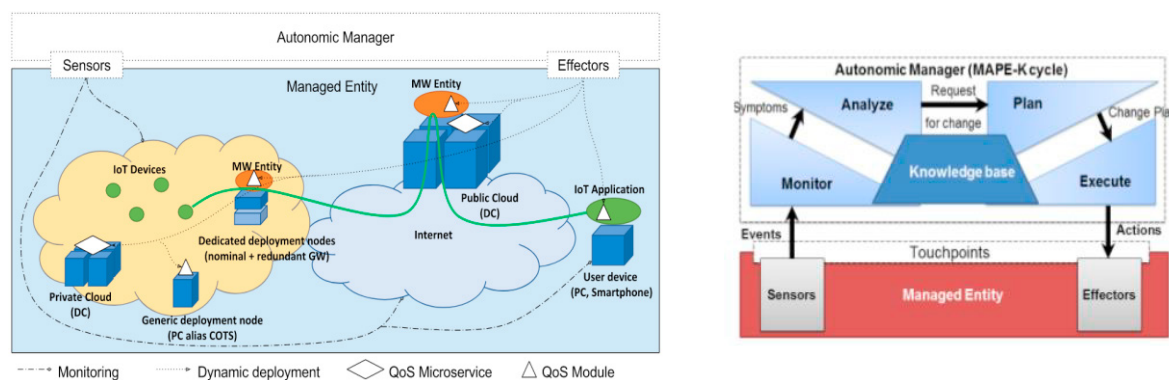 Autonomic Manager
Sensors
Effectors
Managed Entity
MW Entity
IoT Devices
MW Entity
IoT Application
Public Cloud
(DC)
Internet
Dedicated deployment nodes
(nominal + redundant GW)
User device
(PC, Smartphone)
Private Cloud
(DC)
Generic deployment node
(PC alias COTS)
Monitoring
Dynamic deployment
QoS Microservice
QoS Module
Autonomic Manager (MAPE-K cycle)
Symptoms
Analyze
Request
for change
Plan
Change Pla
Monitor
Knowledge base
Execute
Events
Actions
Touchpoints
Sensors
Managed Entity
Effectors